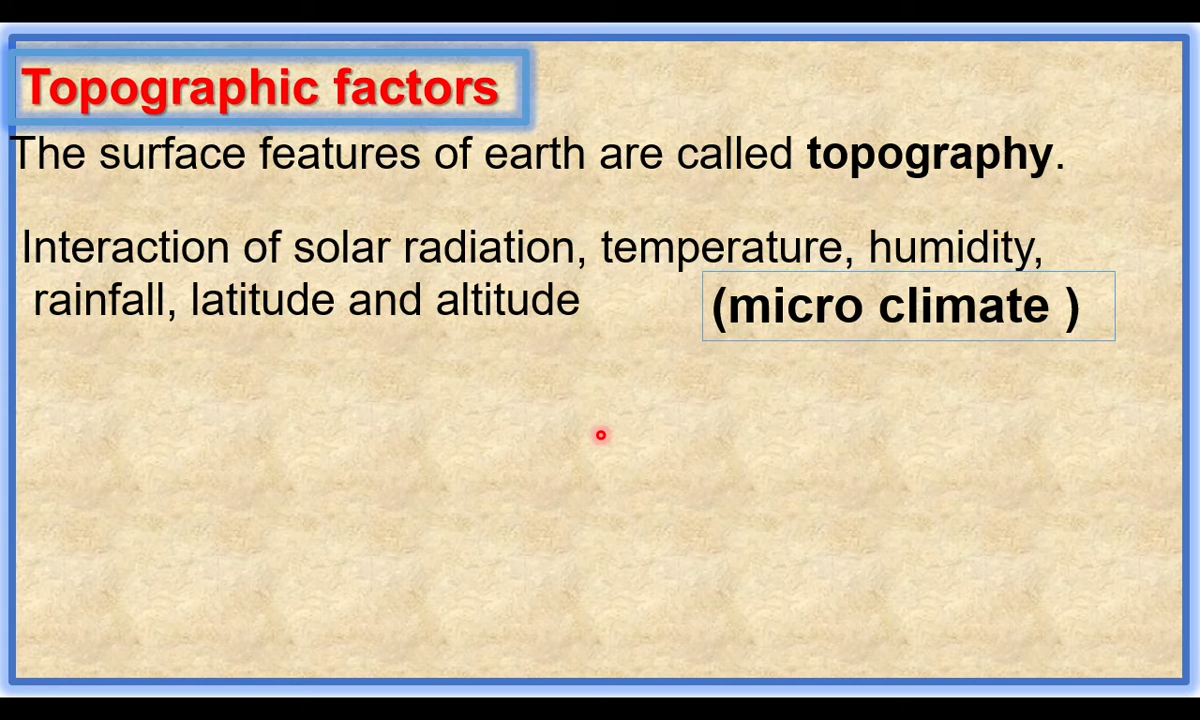 Topographic factors
The surface features of earth are called topography.
Interaction of solar radiation, temperature, humidity,
rainfall, latitude and altitude
(micro climate )